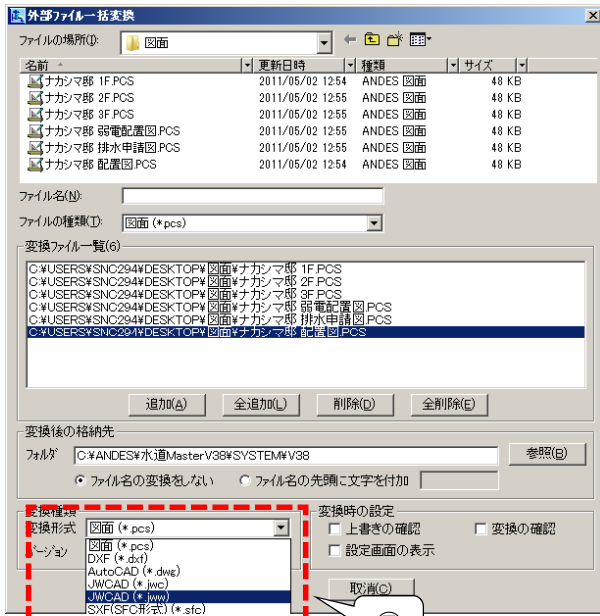 外部ファイル一括変換
ファイルの場所(I): 図面
名前 更新日時 種類 サイズ
ナカシマ邸 1F.PCS 2011/05/02 12:54 ANDES 図面 48 KB
ナカシマ邸 2F.PCS 2011/05/02 12:55 ANDES 図面 48 KB
ナカシマ邸 3F.PCS 2011/05/02 12:55 ANDES 図面 48 KB
ナカシマ邸 弱電配置図.PCS 2011/05/02 12:55 ANDES 図面 48 KB
ナカシマ邸 排水申請図.PCS 2011/05/02 12:55 ANDES 図面 48 KB
ナカシマ邸 配置図.PCS 2011/05/02 12:54 ANDES 図面 48 KB
ファイル名(N):
ファイルの種類(T): 図面 (*.pcs)
変換ファイル一覧(6)
C:¥USERS¥SNC294¥DESKTOP¥図面¥ナカシマ邸 1F.PCS
C:¥USERS¥SNC294¥DESKTOP¥図面¥ナカシマ邸 2F.PCS
C:¥USERS¥SNC294¥DESKTOP¥図面¥ナカシマ邸 3F.PCS
C:¥USERS¥SNC294¥DESKTOP¥図面¥ナカシマ邸 弱電配置図.PCS
C:¥USERS¥SNC294¥DESKTOP¥図面¥ナカシマ邸 排水申請図.PCS
C:¥USERS¥SNC294¥DESKTOP¥図面¥ナカシマ邸 配置図.PCS
追加(A) 全追加(L) 削除(D) 全削除(E)
変換後の格納先
フォルダ C:¥ANDES¥水道MasterV38¥SYSTEM¥V38 参照(B)
ファイル名の変換をしない ファイル名の先頭に文字を付加
変換種類 変換時の設定
変換形式 図面 (*.pcs) 上書きの確認 変換の確認
バージョン 図面 (*.pcs) 設定画面の表示
DXF (*.dxf)
AutoCAD (*.dwg)
JWCAD (*.jwc) 取消(C)
JWCAD (*.jww)
SXF(SFC形式) (*.sfc)